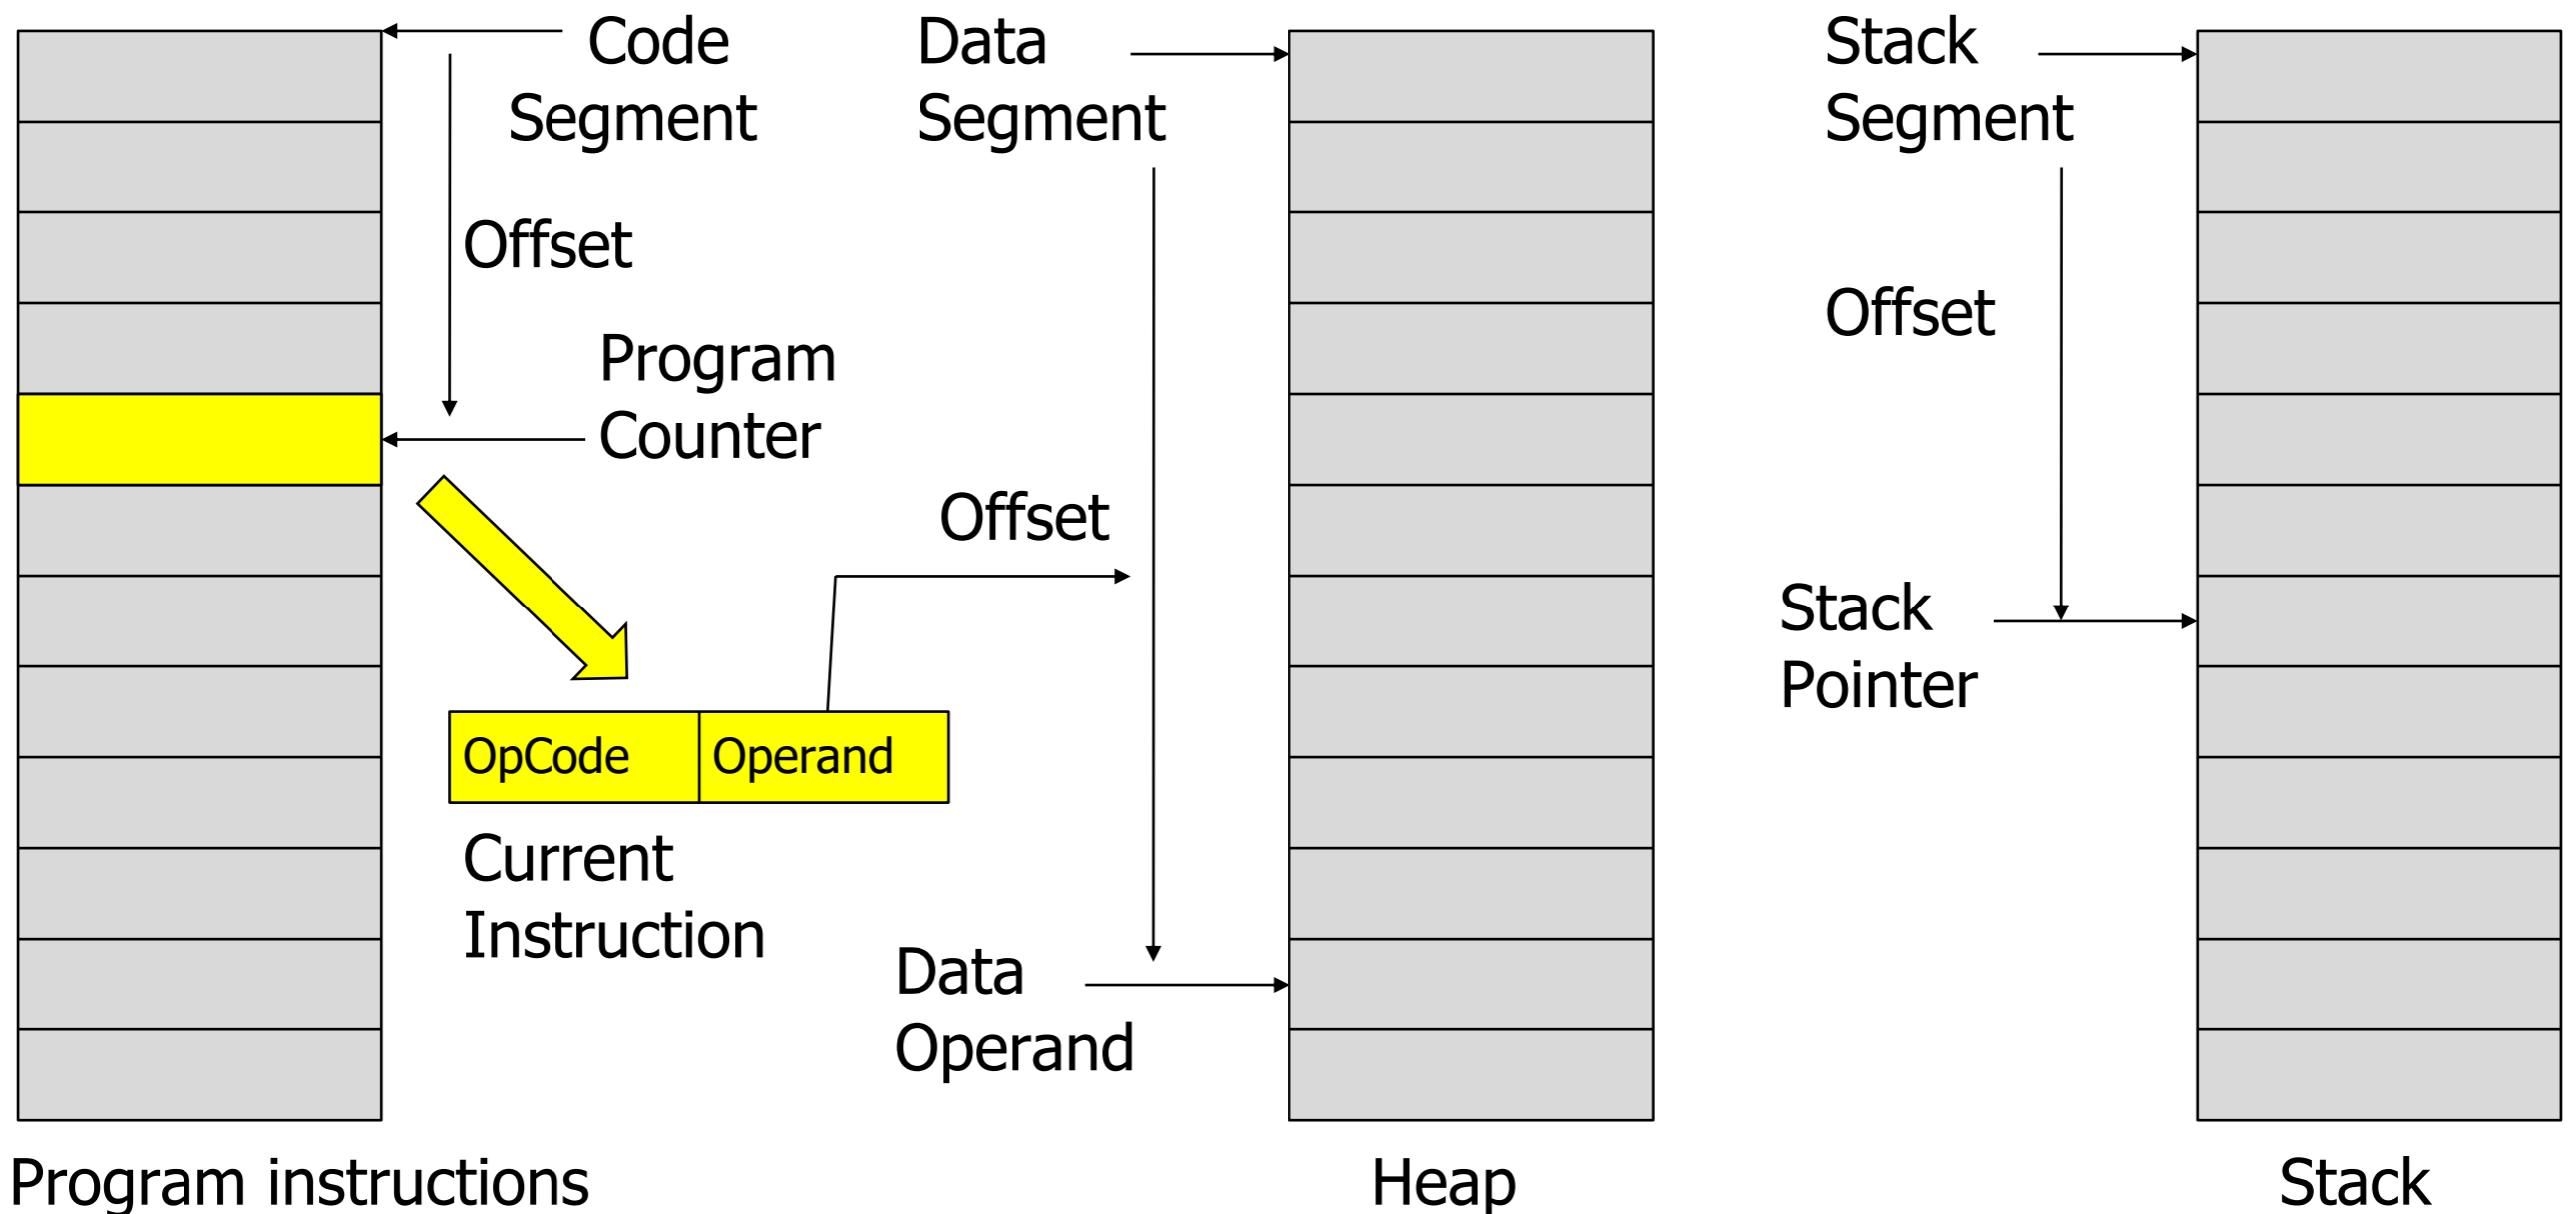 Code
Segment
Offset
Program
Counter
OpCode
Operand
Current
Instruction
Program instructions
Data
Segment
Offset
Data
Operand
Heap
Stack
Segment
Offset
Stack
Pointer
Stack